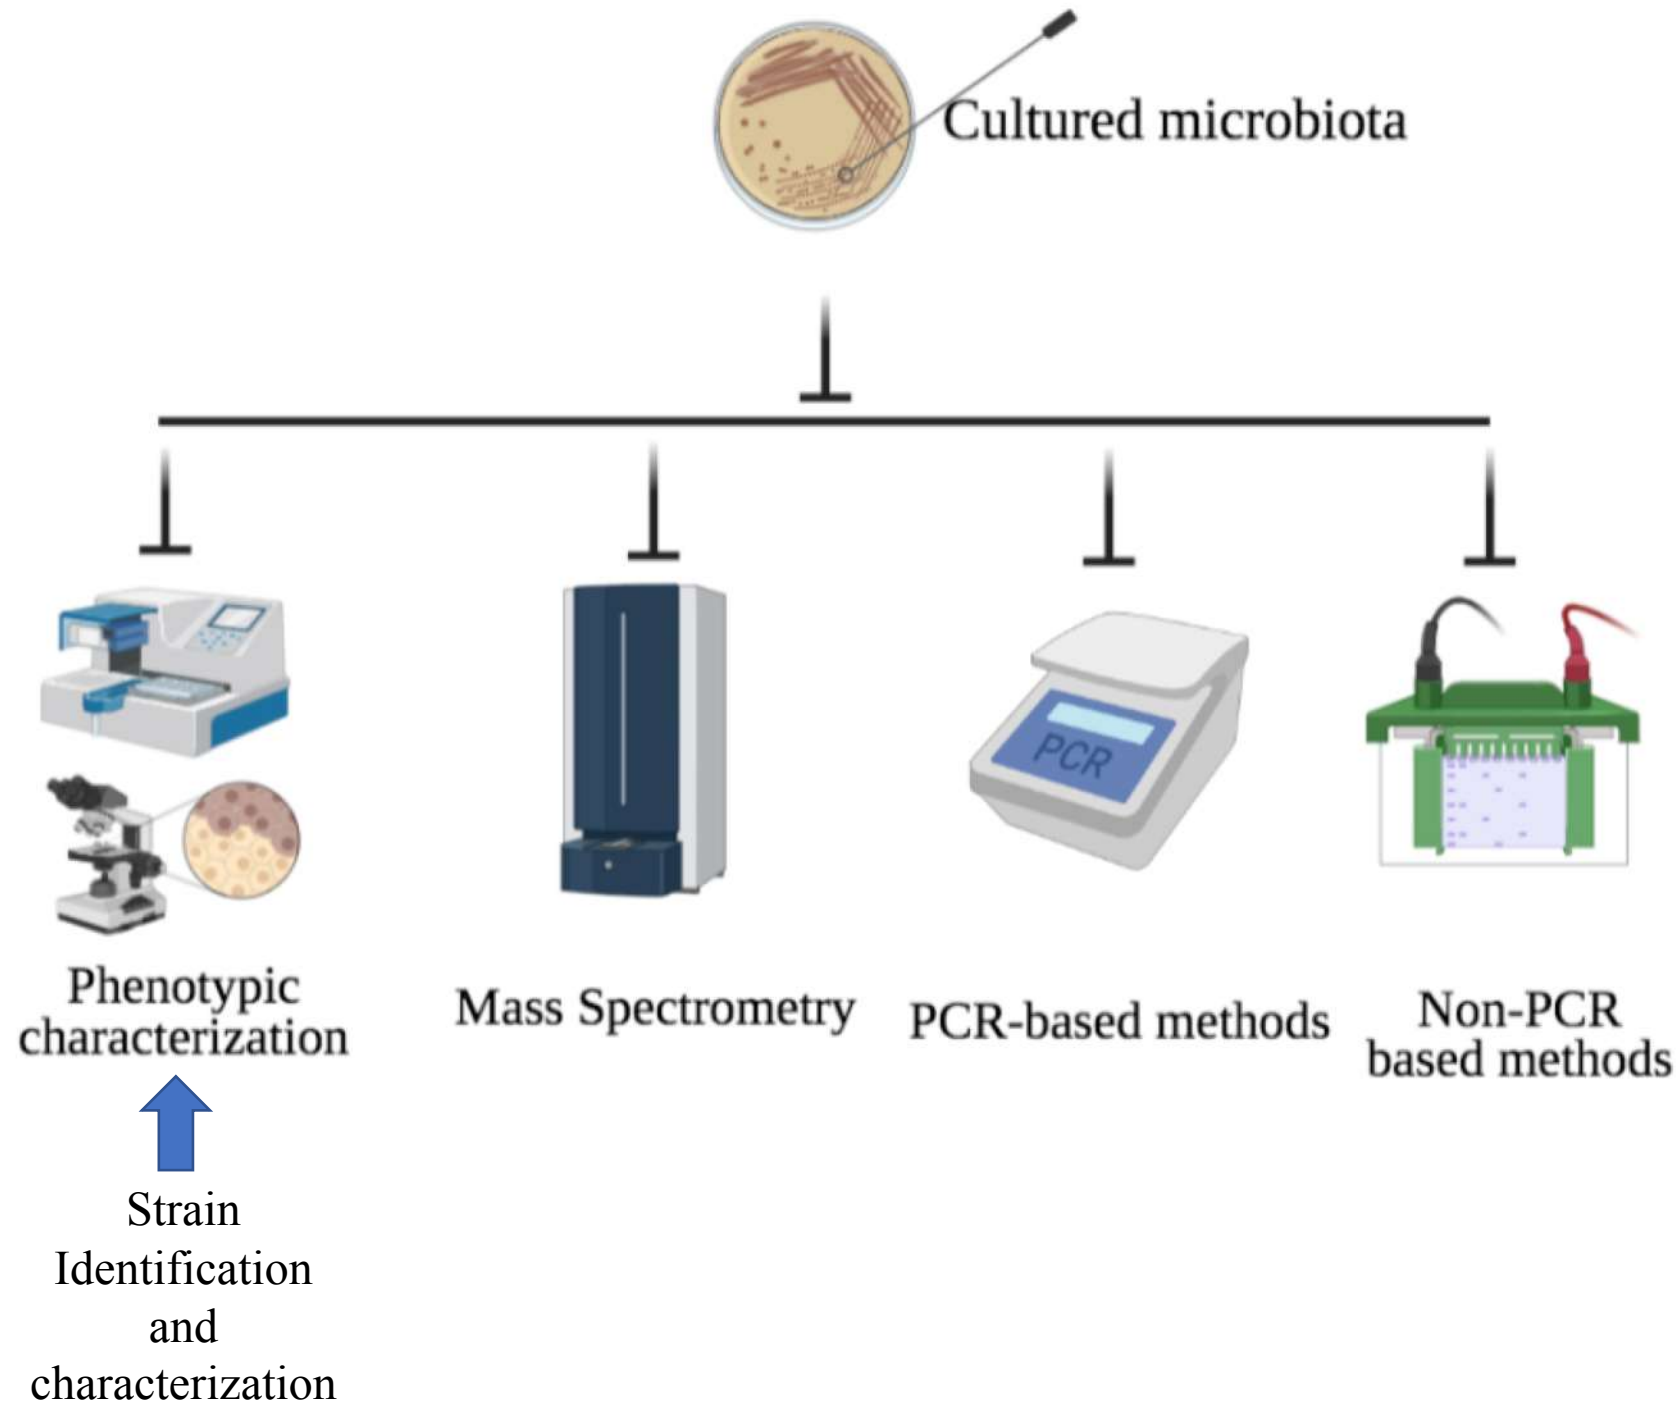 Cultured microbiota
PCR
Phenotypic
characterization
Mass Spectrometry
PCR-based methods
Non-PCR
based methods
Strain
Identification
and
characterization